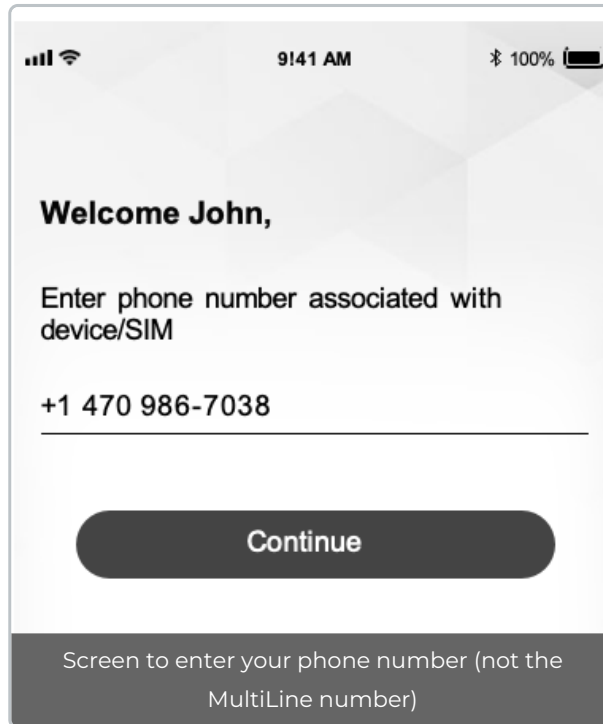 9:41 AM 100%
Welcome John,
Enter phone number associated with
device/SIM
+1 470 986-7038
Continue
Screen to enter your phone number (not the
MultiLine number)